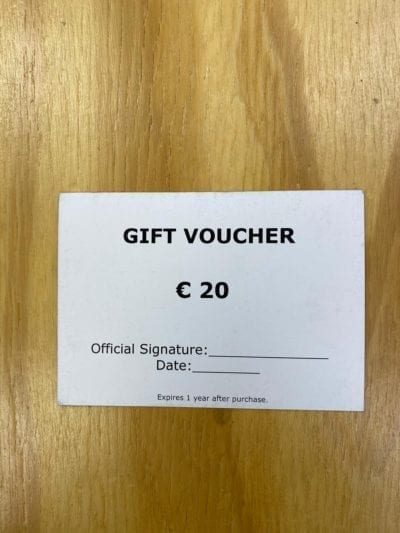 GIFT VOUCHER
€ 20
Official Signature:_______________
Date:_________
Expires 1 year after purchase.